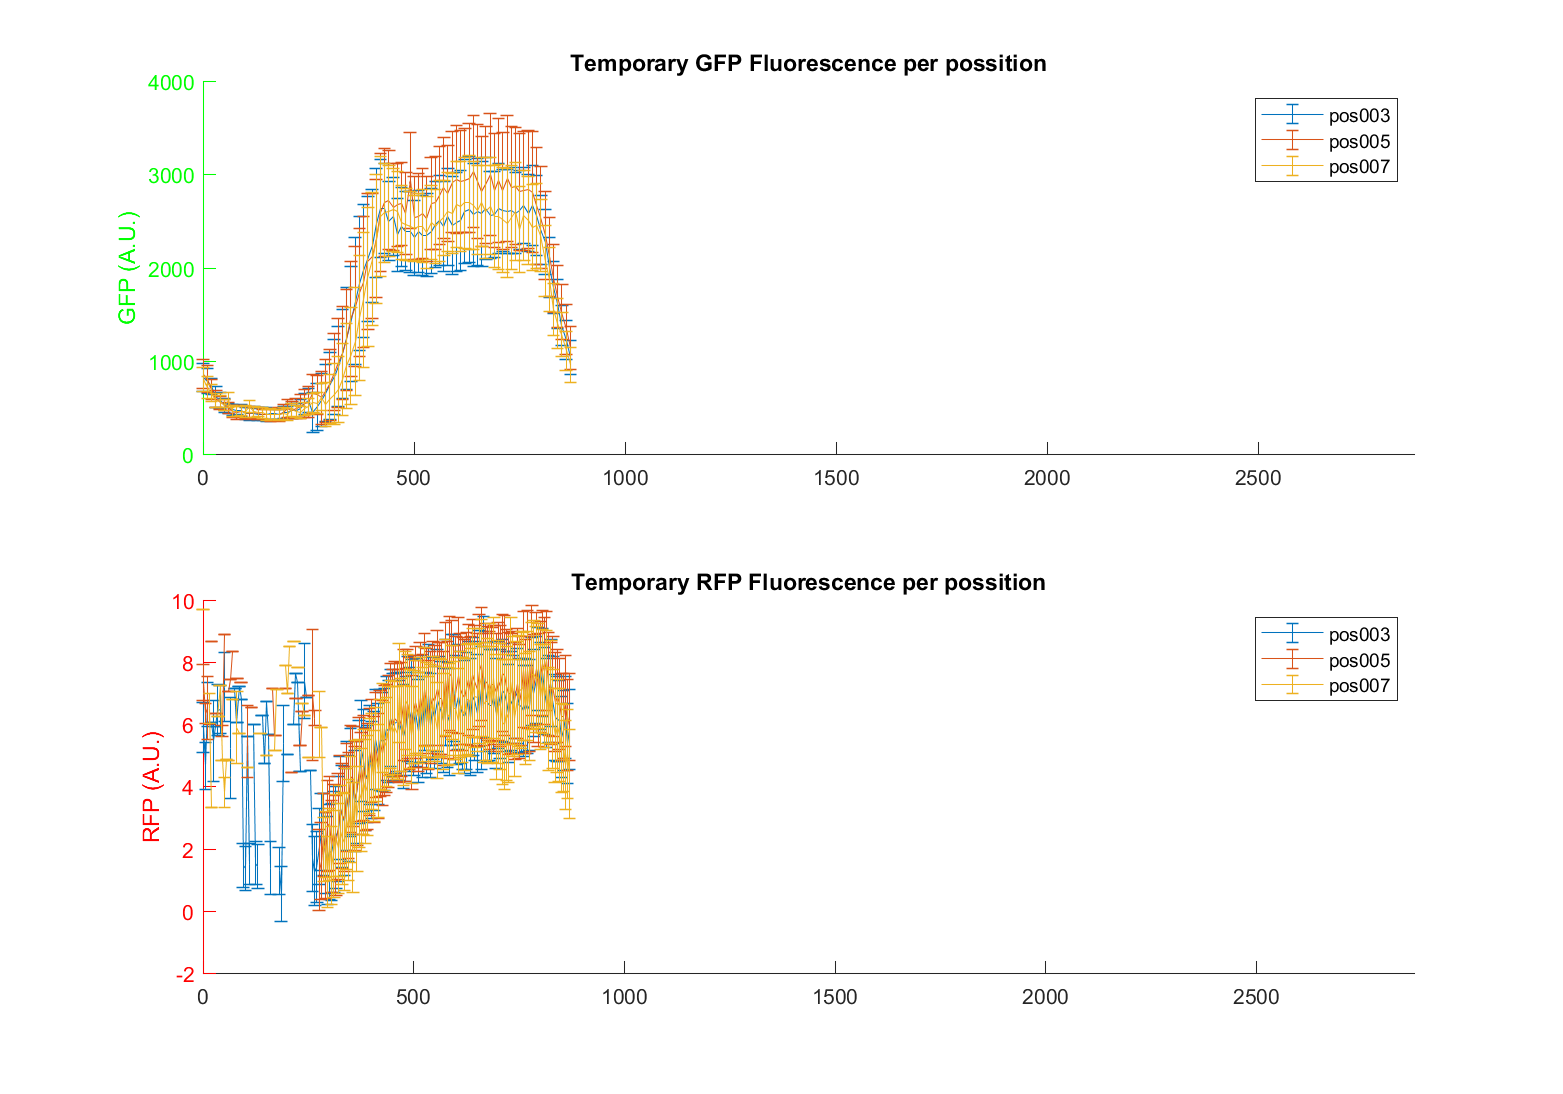 Temporary GFP Fluorescence per possition
4000
3000
2000
1000
0
GFP (A.U.)
pos003
pos005
pos007
0 500 1000 1500 2000 2500
Temporary RFP Fluorescence per possition
10
8
6
4
2
0
-2
RFP (A.U.)
pos003
pos005
pos007
0 500 1000 1500 2000 2500